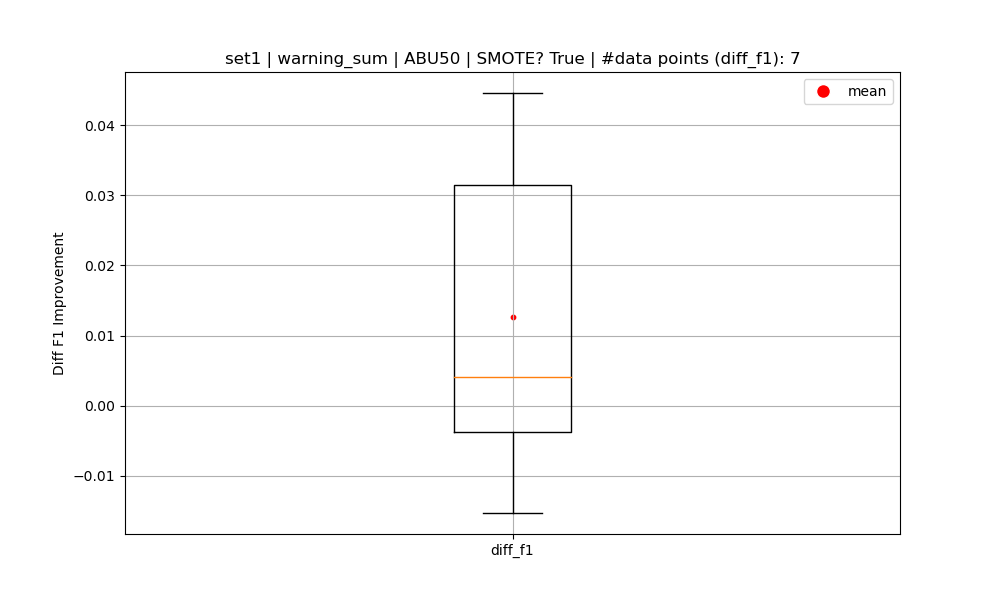 set1 | warning_sum | ABU50 | SMOTE? True | #data points (diff_f1): 7
mean
0.04
0.03
0.02
0.01
0.00
−0.01
Diff F1 Improvement
diff_f1